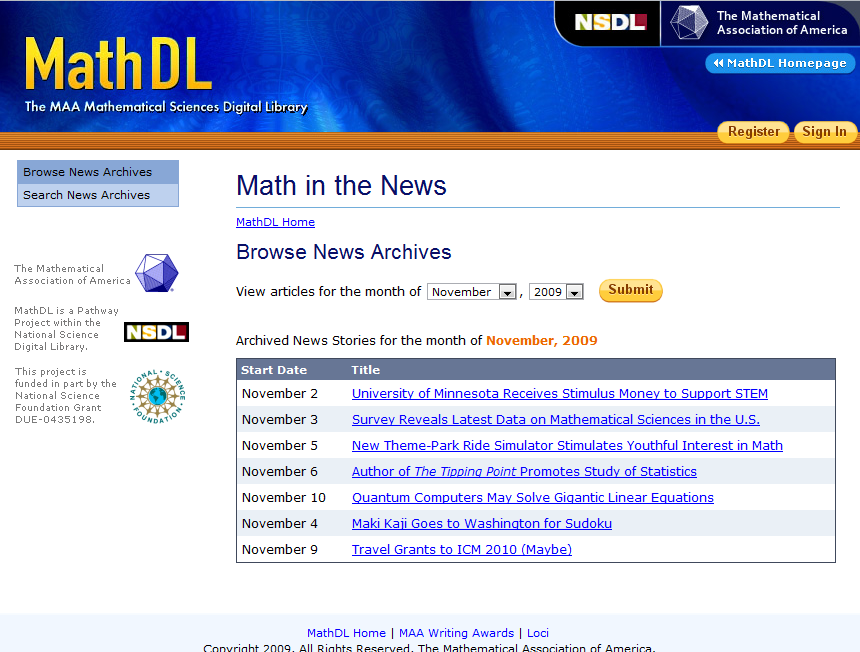 NSDL
The Mathematical
Association of America
MathDL
The MAA Mathematical Sciences Digital Library
MathDL Homepage
Register Sign In
Browse News Archives
Search News Archives
The Mathematical
Association of America
MathDL is a Pathway
Project within the
National Science
Digital Library.
NSDL
This project is
funded in part by the
National Science
Foundation Grant
DUE-0435198.
NATIONAL SCIENCE FOUNDATION
Math in the News
MathDL Home
Browse News Archives
View articles for the month of November , 2009 Submit
Archived News Stories for the month of November, 2009
Start Date Title
November 2 University of Minnesota Receives Stimulus Money to Support STEM
November 3 Survey Reveals Latest Data on Mathematical Sciences in the U.S.
November 5 New Theme-Park Ride Simulator Stimulates Youthful Interest in Math
November 6 Author of The Tipping Point Promotes Study of Statistics
November 10 Quantum Computers May Solve Gigantic Linear Equations
November 4 Maki Kaji Goes to Washington for Sudoku
November 9 Travel Grants to ICM 2010 (Maybe)
MathDL Home | MAA Writing Awards | Loci
Copyright 2009. All Rights Reserved. The Mathematical Association of America.